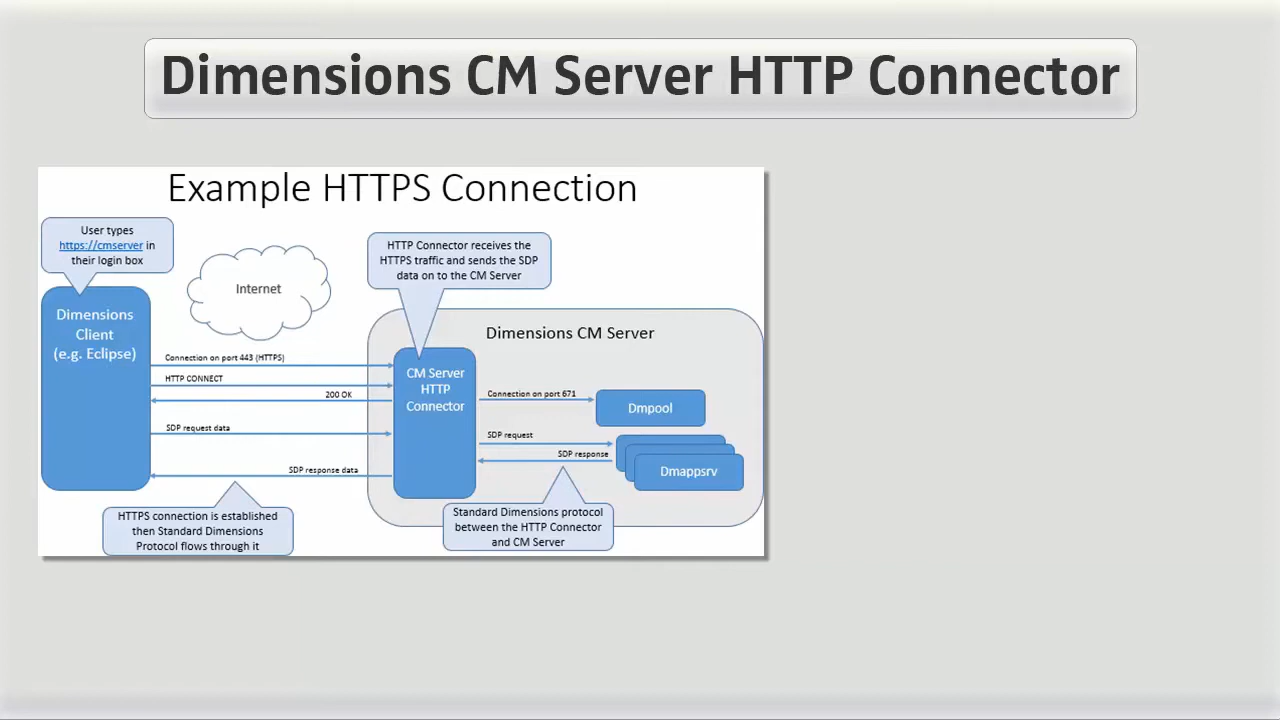 Dimensions CM Server HTTP Connector
Example HTTPS Connection
User types
https://cmserver in
their login box
Internet
HTTP Connector receives the
HTTPS traffic and sends the SDP
data on to the CM Server
Dimensions
Client
(e.g. Eclipse)
Dimensions CM Server
Connection on port 443 (HTTPS)
HTTP CONNECT
200 OK
SDP request data
SDP response data
CM Server
HTTP
Connector
Connection on port 671
Dmpool
SDP request
SDP response
Dmappsrv
HTTPS connection is established
then Standard Dimensions
Protocol flows through it
Standard Dimensions protocol
between the HTTP Connector
and CM Server